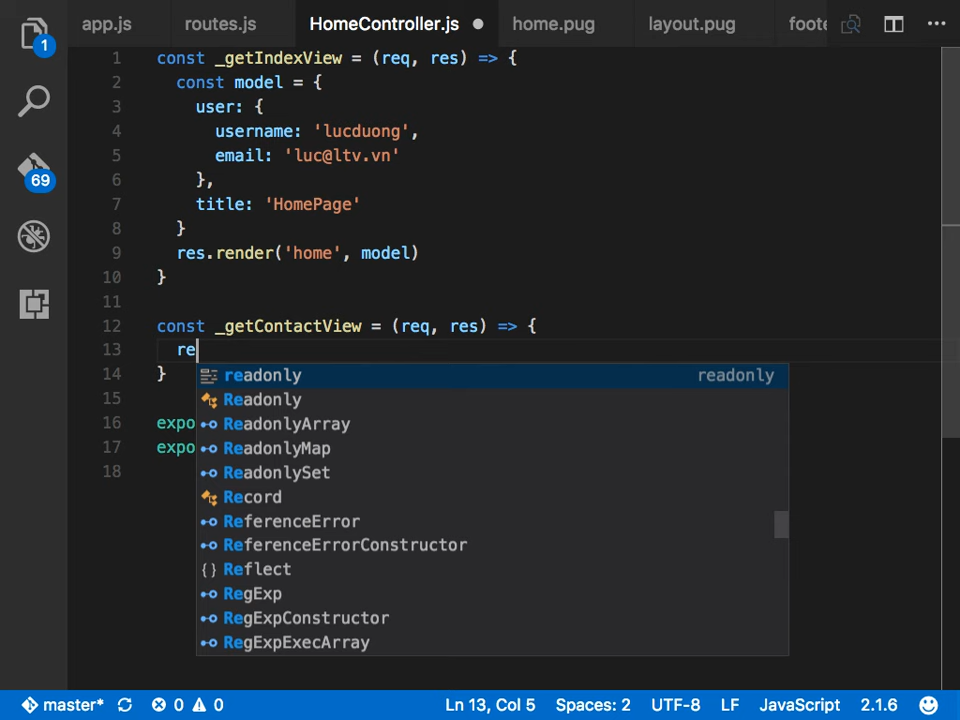 1
app.js routes.js HomeController.js home.pug layout.pug foote
1 const _getIndexView = (req, res) => {
2 const model = {
3 user: {
4 username: 'lucduong',
5 email: 'luc@ltv.vn'
6 },
7 title: 'HomePage'
8 }
9 res.render('home', model)
10 }
11
12 const _getContactView = (req, res) => {
13 re
14 }
15
16 expo
17 expo
18
readonly readonly
Readonly
ReadonlyArray
ReadonlyMap
ReadonlySet
Record
ReferenceError
ReferenceErrorConstructor
{} Reflect
RegExp
RegExpConstructor
RegExpExecArray
69
master* 0 0 Ln 13, Col 5 Spaces: 2 UTF-8 LF JavaScript 2.1.6